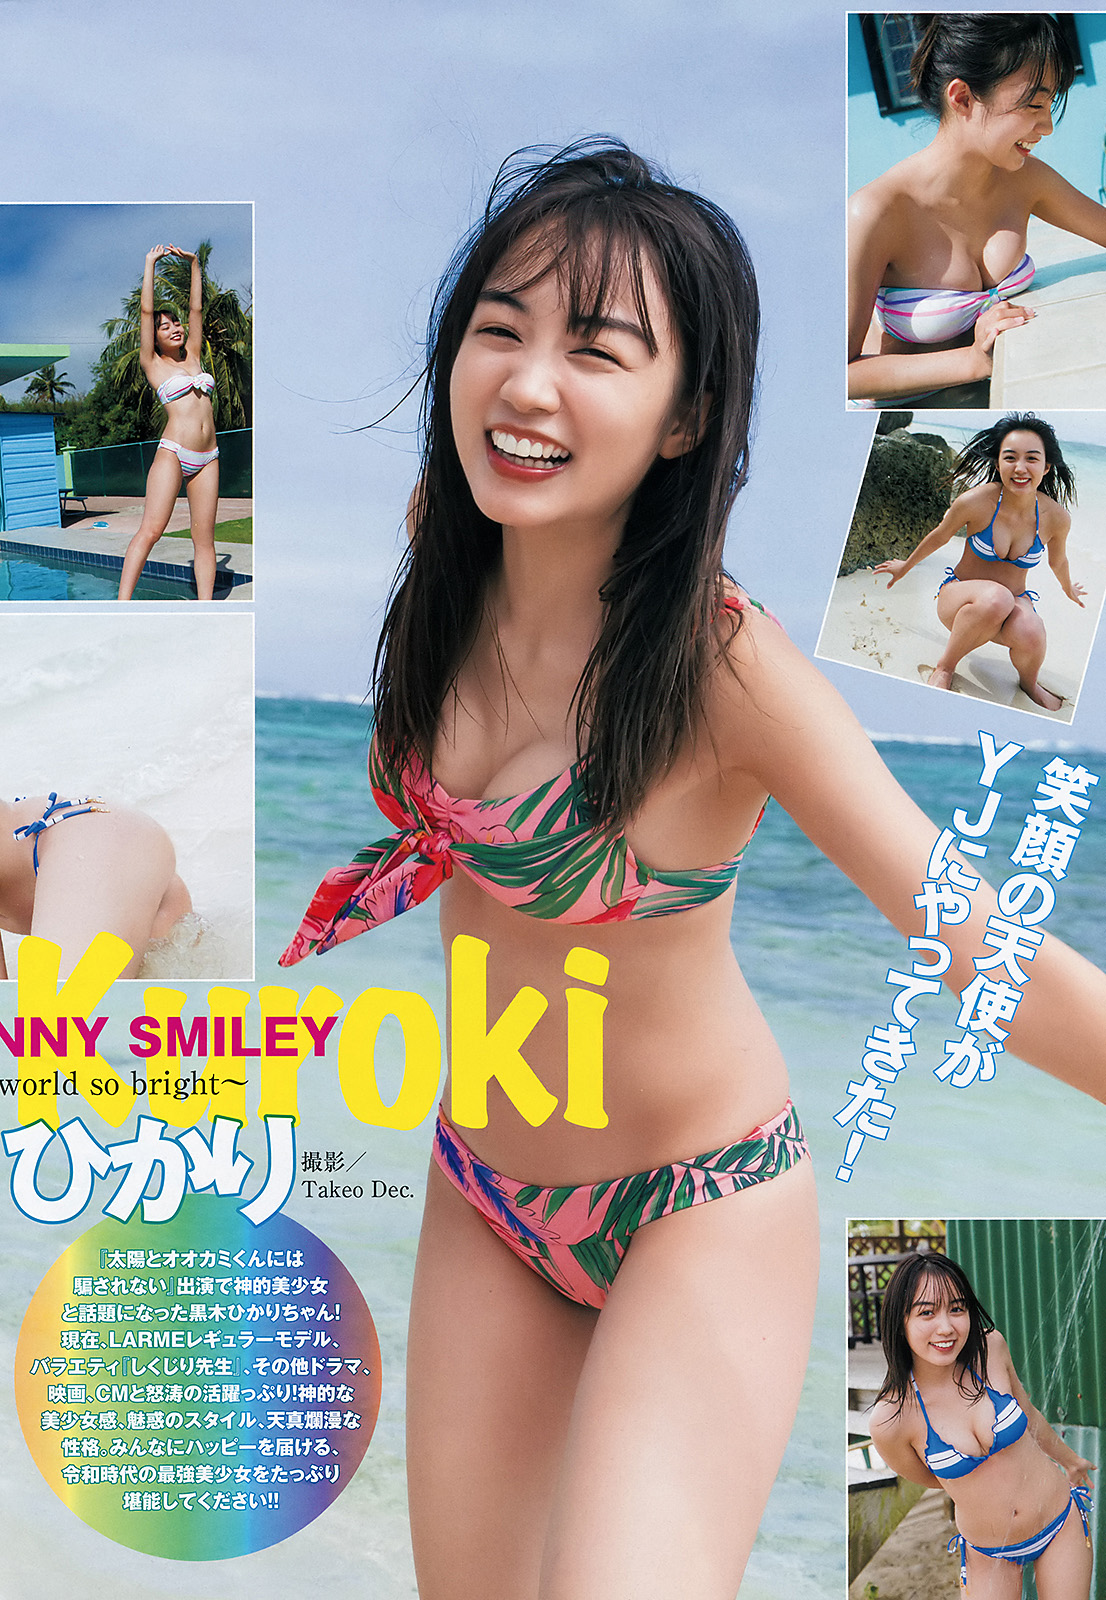 Kuroki
NNY SMILEY
world so bright～
ひかり
撮影／
Takeo Dec.
笑顔の天使が
YJにやってきた!
『太陽とオオカミくんには
騙されない』出演で神的美少女
と話題になった黒木ひかりちゃん!
現在、LARMEレギュラーモデル、
バラエティ『しくじり先生』、その他ドラマ、
映画、CMと怒涛の活躍っぷり!神的な
美少女感、魅惑のスタイル、天真爛漫な
性格。みんなにハッピーを届ける、
令和時代の最強美少女をたっぷり
堪能してください!!